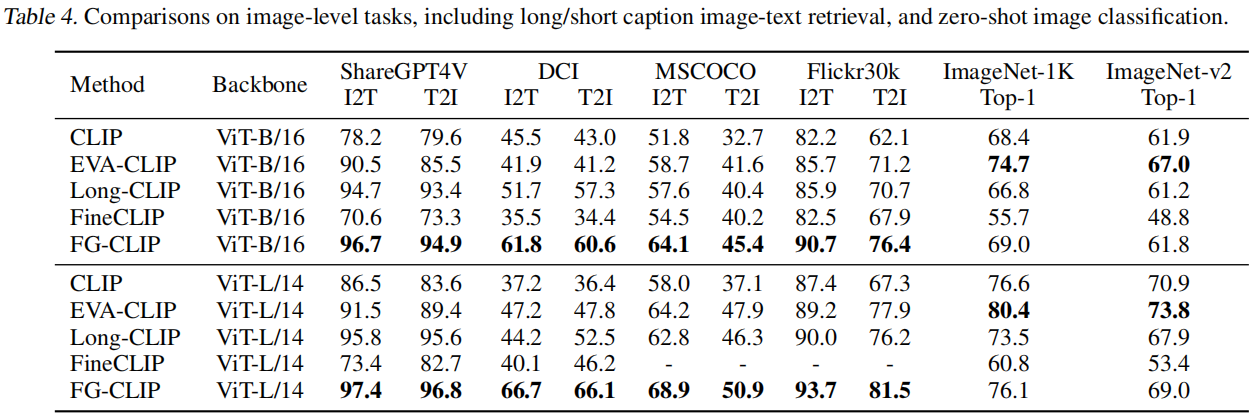 Table 4. Comparisons on image-level tasks, including long/short caption image-text retrieval, and zero-shot image classification.
Method Backbone ShareGPT4V DCI MSCOCO Flickr30k ImageNet-1K ImageNet-v2
I2T T2I I2T T2I I2T T2I I2T T2I Top-1 Top-1
CLIP ViT-B/16 78.2 79.6 45.5 43.0 51.8 32.7 82.2 62.1 68.4 61.9
EVA-CLIP ViT-B/16 90.5 85.5 41.9 41.2 58.7 41.6 85.7 71.2 74.7 67.0
Long-CLIP ViT-B/16 94.7 93.4 51.7 57.3 57.6 40.4 85.9 70.7 66.8 61.2
FineCLIP ViT-B/16 70.6 73.3 35.5 34.4 54.5 40.2 82.5 67.9 55.7 48.8
FG-CLIP ViT-B/16 96.7 94.9 61.8 60.6 64.1 45.4 90.7 76.4 69.0 61.8
CLIP ViT-L/14 86.5 83.6 37.2 36.4 58.0 37.1 87.4 67.3 76.6 70.9
EVA-CLIP ViT-L/14 91.5 89.4 47.2 47.8 64.2 47.9 89.2 77.9 80.4 73.8
Long-CLIP ViT-L/14 95.8 95.6 44.2 52.5 62.8 46.3 90.0 76.2 73.5 67.9
FineCLIP ViT-L/14 73.4 82.7 40.1 46.2 - - - - 60.8 53.4
FG-CLIP ViT-L/14 97.4 96.8 66.7 66.1 68.9 50.9 93.7 81.5 76.1 69.0